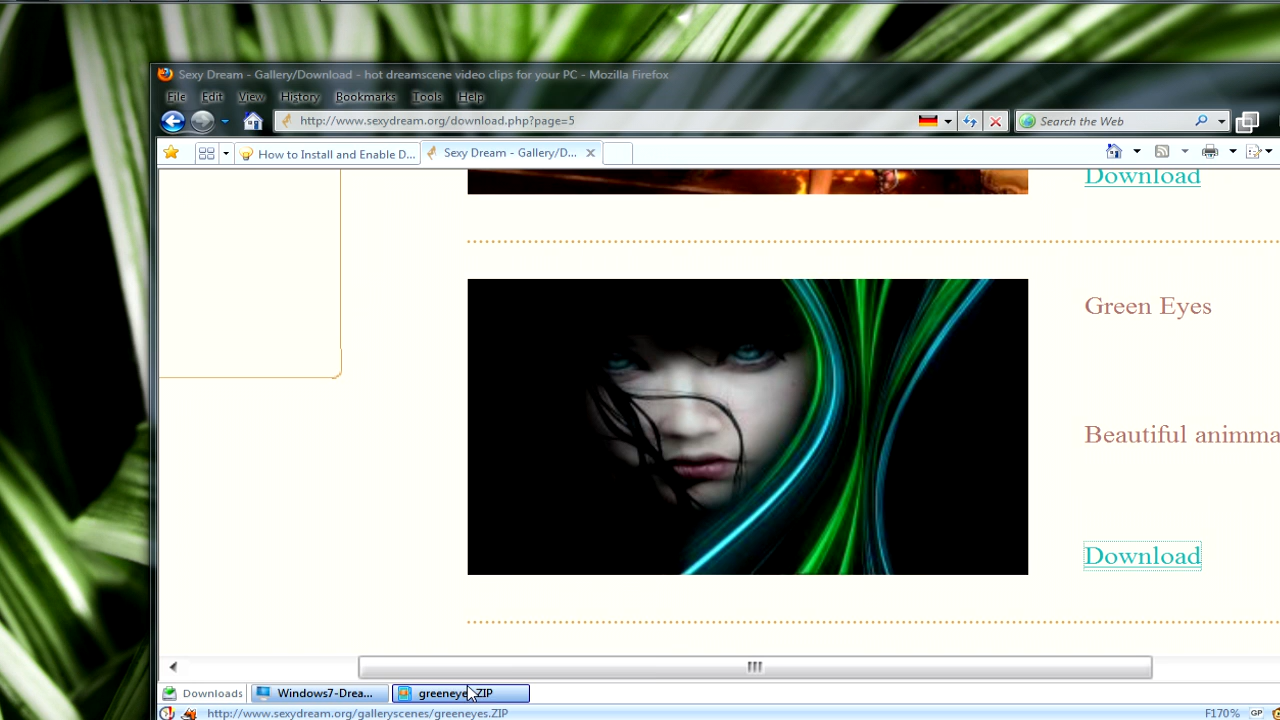 Sexy Dream - Gallery/Download - hot dreamscene video clips for your PC - Mozilla Firefox
File Edit View History Bookmarks Tools Help
http://www.sexydream.org/download.php?page=5
Search the Web
How to Install and Enable D...
Sexy Dream - Gallery/D...
Download
Green Eyes
Beautiful animma
Download
Downloads
Windows7-Drea...
greeneyes.ZIP
http://www.sexydream.org/galleryscenes/greeneyes.ZIP
F170%
GP